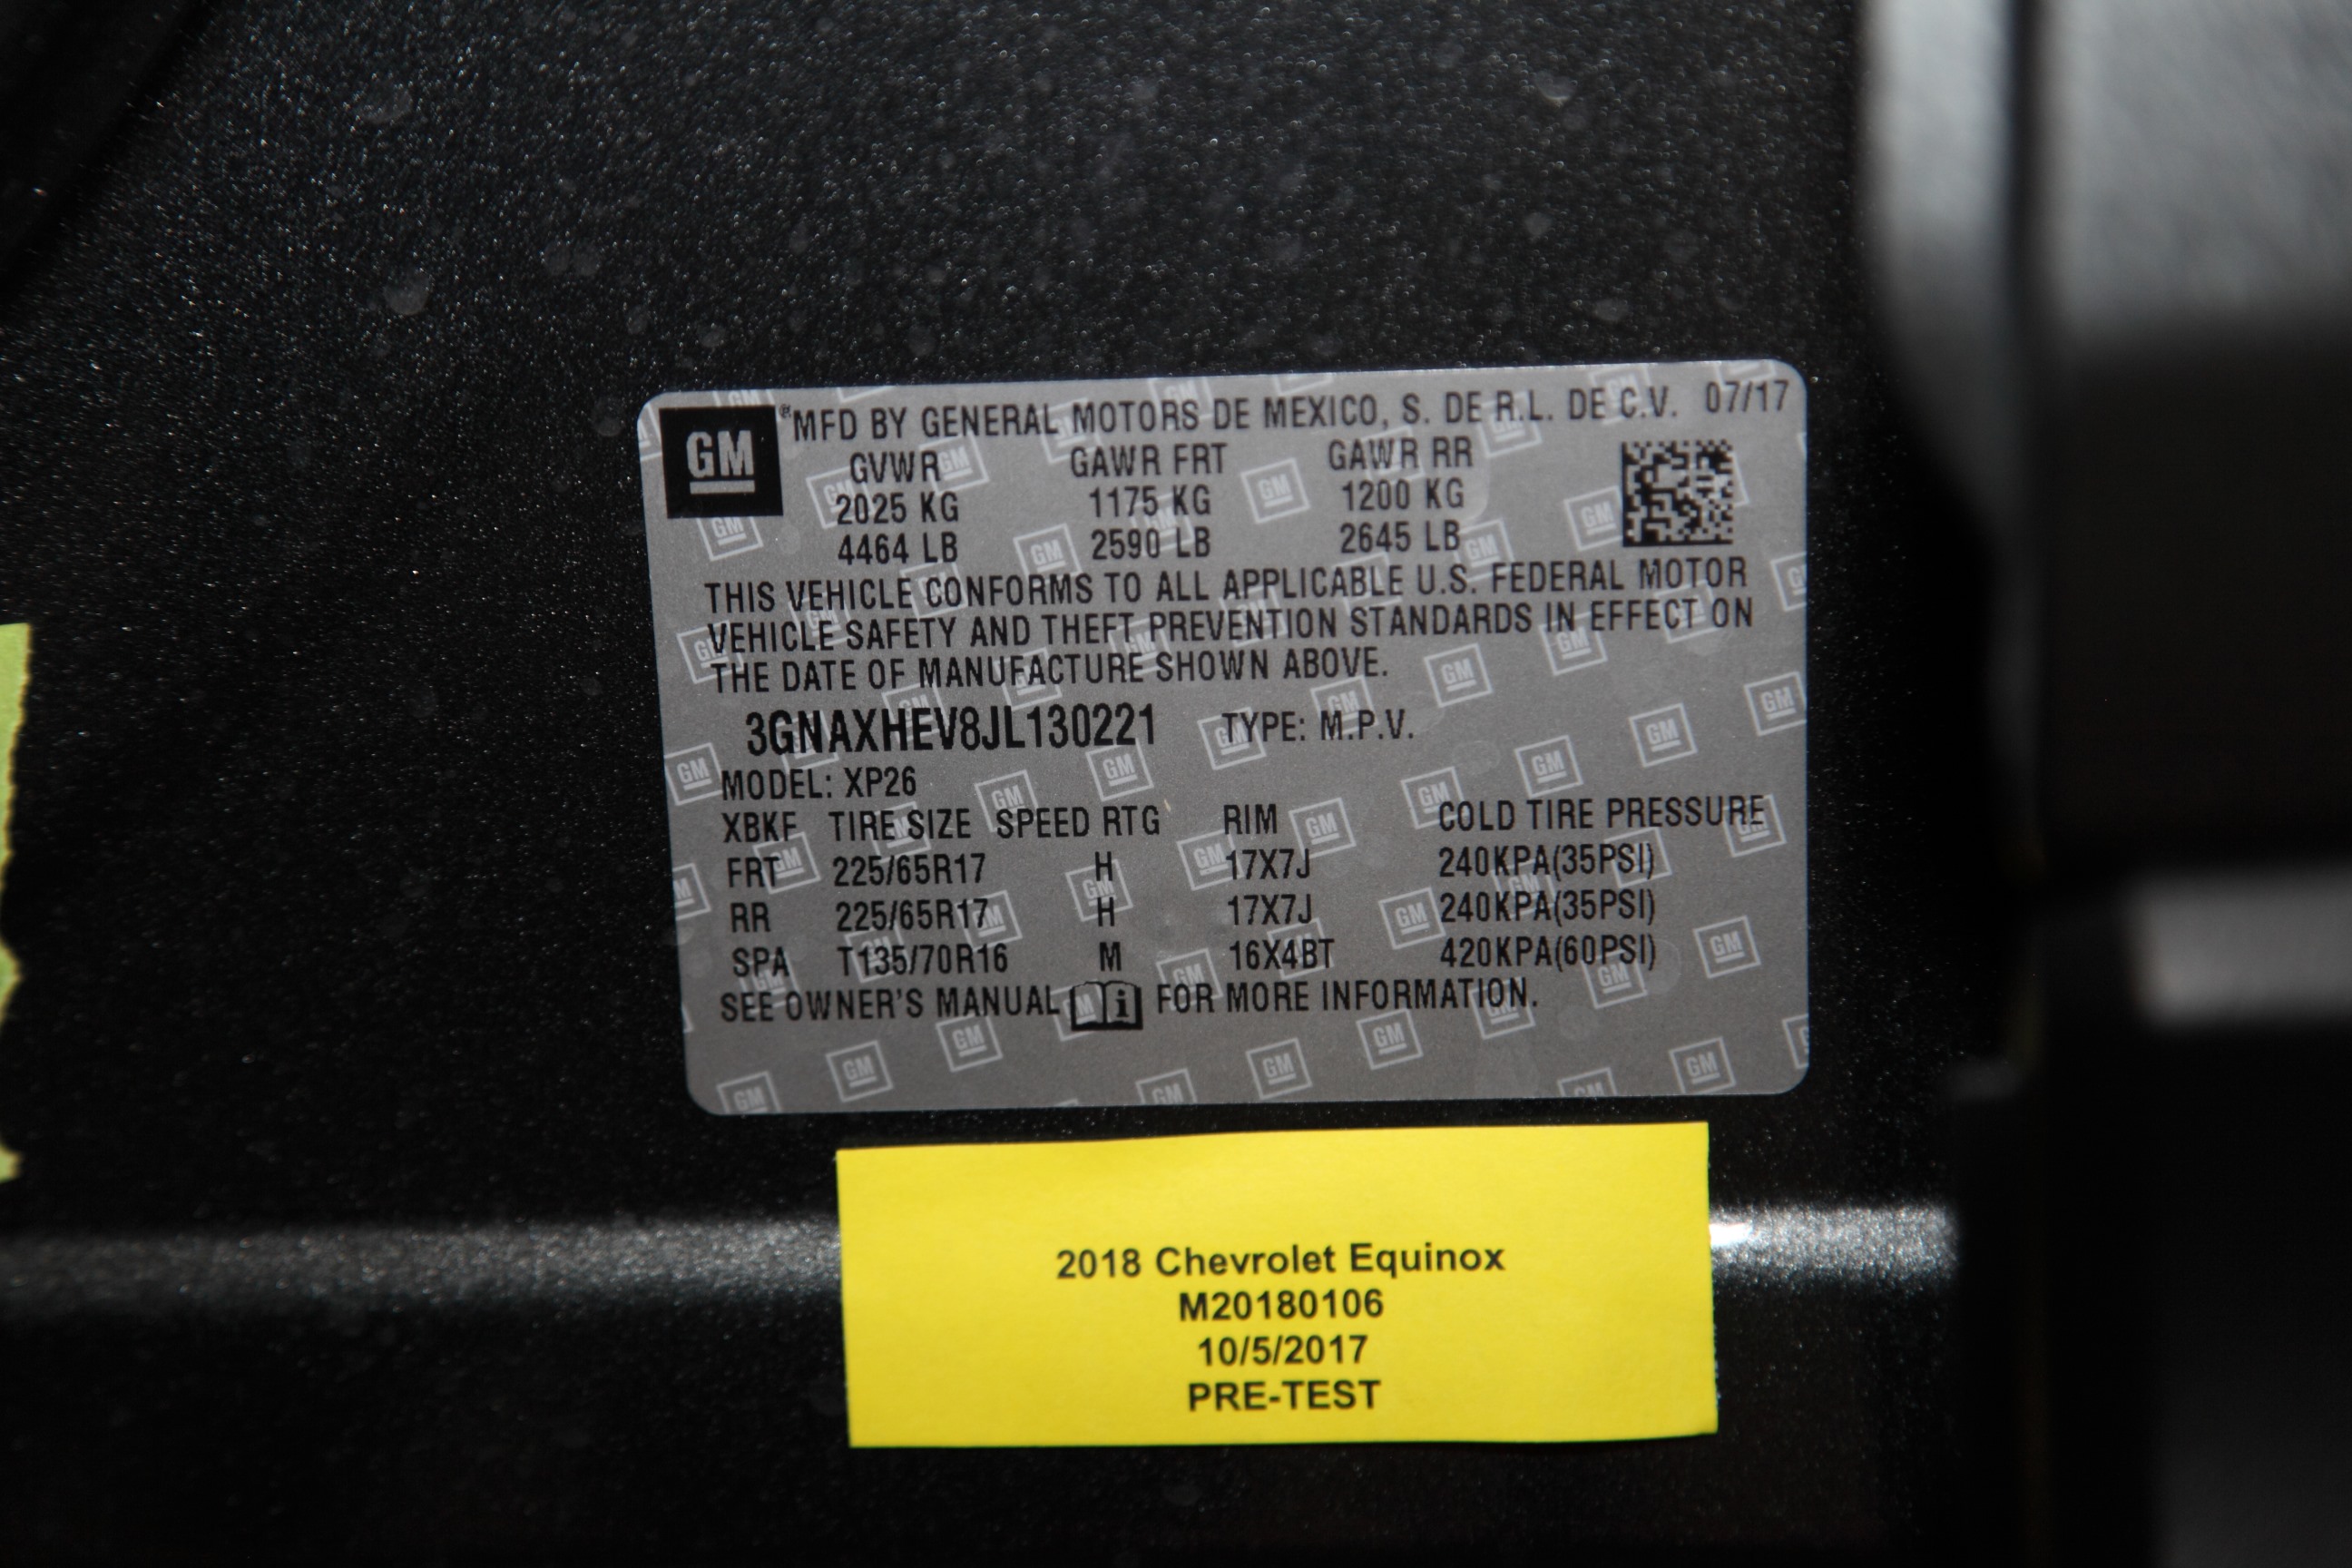 GM ® MFD BY GENERAL MOTORS DE MEXICO, S. DE R.L. DE C.V. 07/17
GVWR GAWR FRT GAWR RR
2025 KG 1175 KG 1200 KG
4464 LB 2590 LB 2645 LB
THIS VEHICLE CONFORMS TO ALL APPLICABLE U.S. FEDERAL MOTOR
VEHICLE SAFETY AND THEFT PREVENTION STANDARDS IN EFFECT ON
THE DATE OF MANUFACTURE SHOWN ABOVE.
3GNAXHEV8JL130221 TYPE: M.P.V.
MODEL: XP26
XBKF TIRE SIZE SPEED RTG RIM COLD TIRE PRESSURE
FRT 225/65R17 H 17X7J 240KPA(35PSI)
RR 225/65R17 H 17X7J 240KPA(35PSI)
SPA T135/70R16 M 16X4BT 420KPA(60PSI)
SEE OWNER'S MANUAL i FOR MORE INFORMATION.
2018 Chevrolet Equinox
M20180106
10/5/2017
PRE-TEST